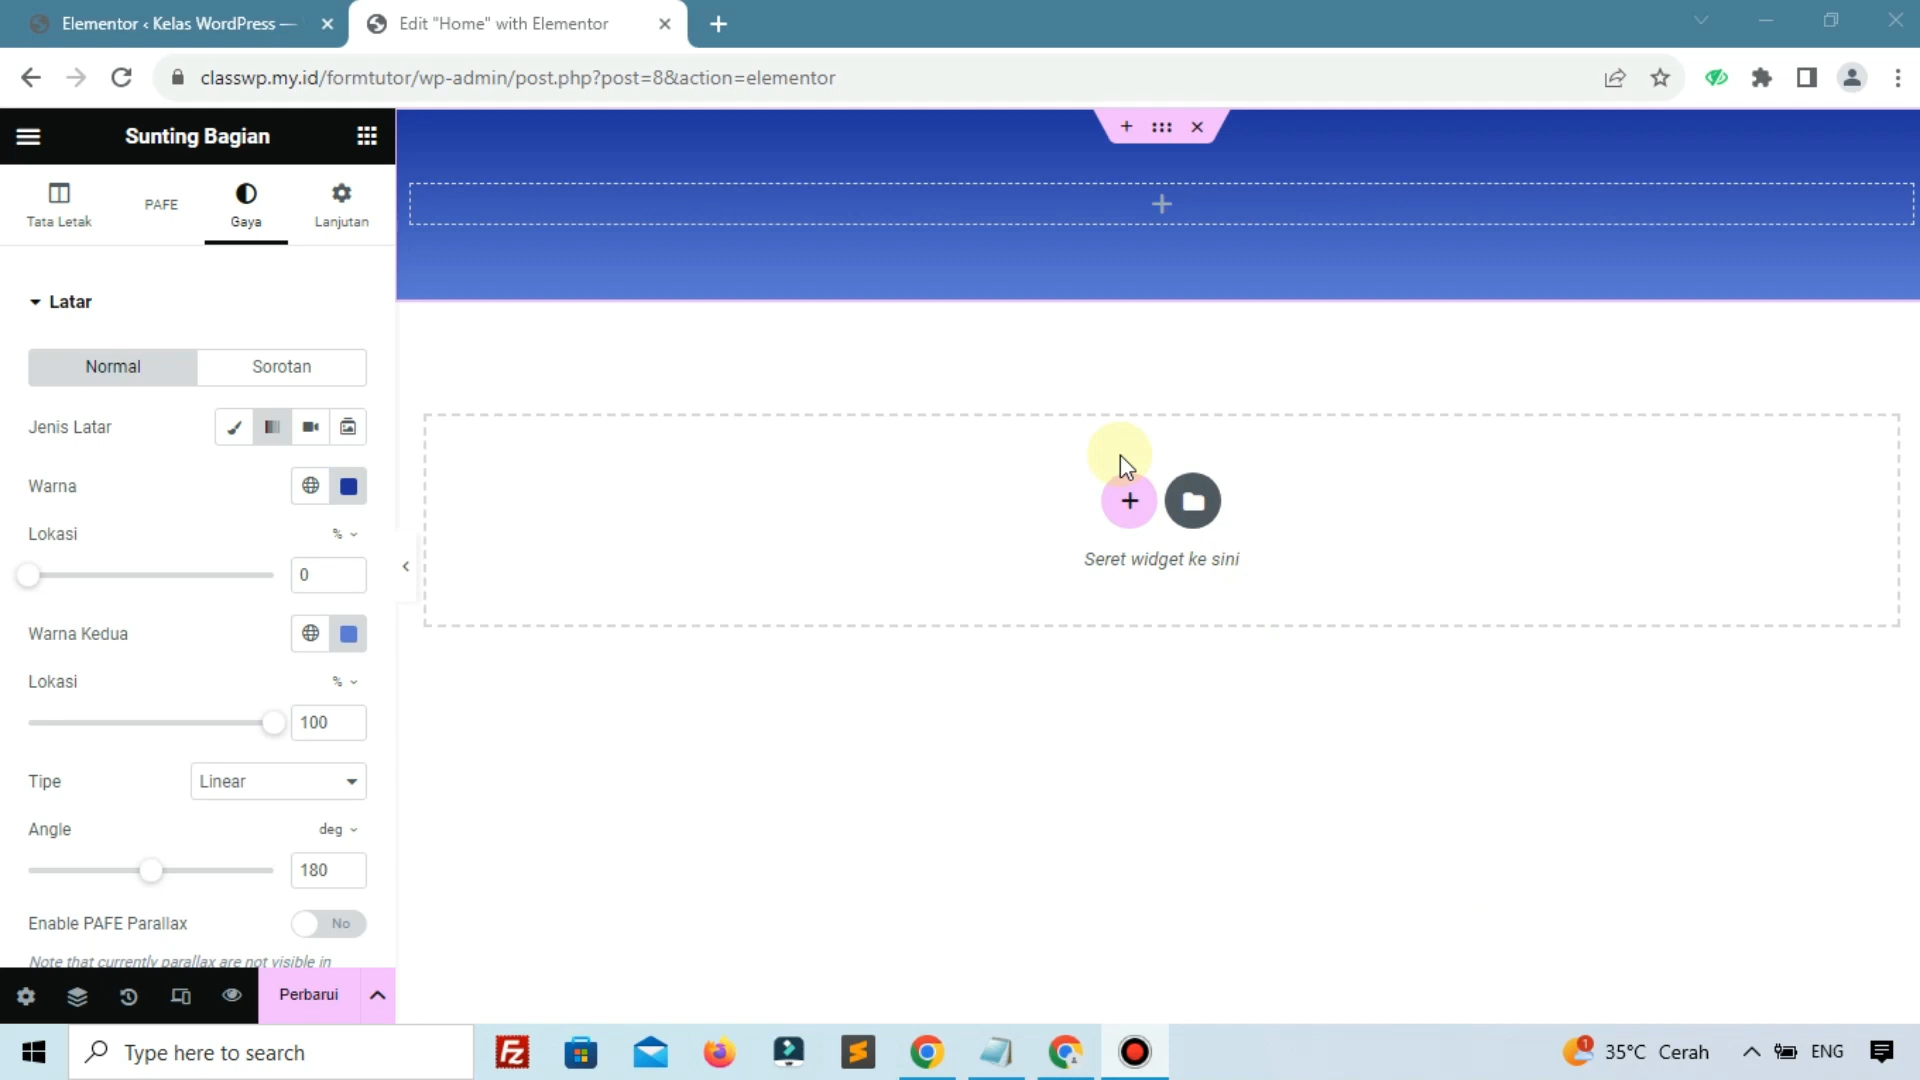 Elementor ‹ Kelas WordPress —
Edit "Home" with Elementor
classwp.my.id/formtutor/wp-admin/post.php?post=8&action=elementor
Sunting Bagian
Tata Letak
PAFE
Gaya
Lanjutan
Latar
Normal
Sorotan
Jenis Latar
Warna
Lokasi
%
0
Warna Kedua
Lokasi
%
100
Tipe
Linear
Angle
deg
180
Enable PAFE Parallax
No
Note that currently parallax are not visible in
Perbarui
Seret widget ke sini
Type here to search
1
35°C Cerah
ENG